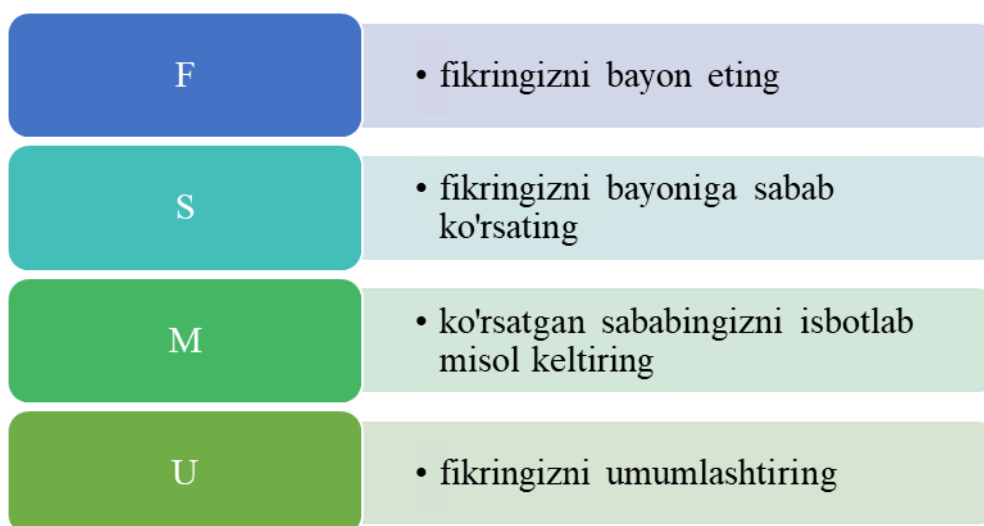 F
• fikringizni bayon eting
S
• fikringizni bayoniga sabab
ko'rsating
M
• ko'rsatgan sababingizni isbotlab
misol keltiring
U
• fikringizni umumlashtiring